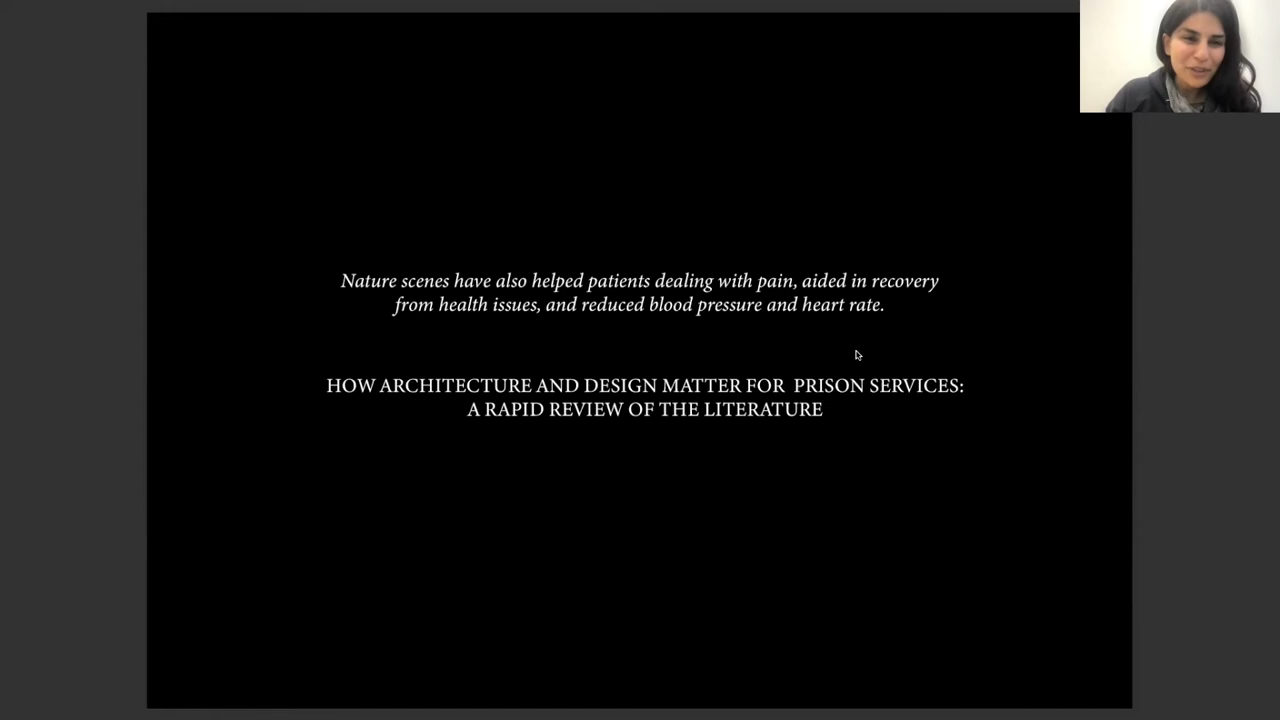 Nature scenes have also helped patients dealing with pain, aided in recovery
from health issues, and reduced blood pressure and heart rate.
HOW ARCHITECTURE AND DESIGN MATTER FOR PRISON SERVICES:
A RAPID REVIEW OF THE LITERATURE